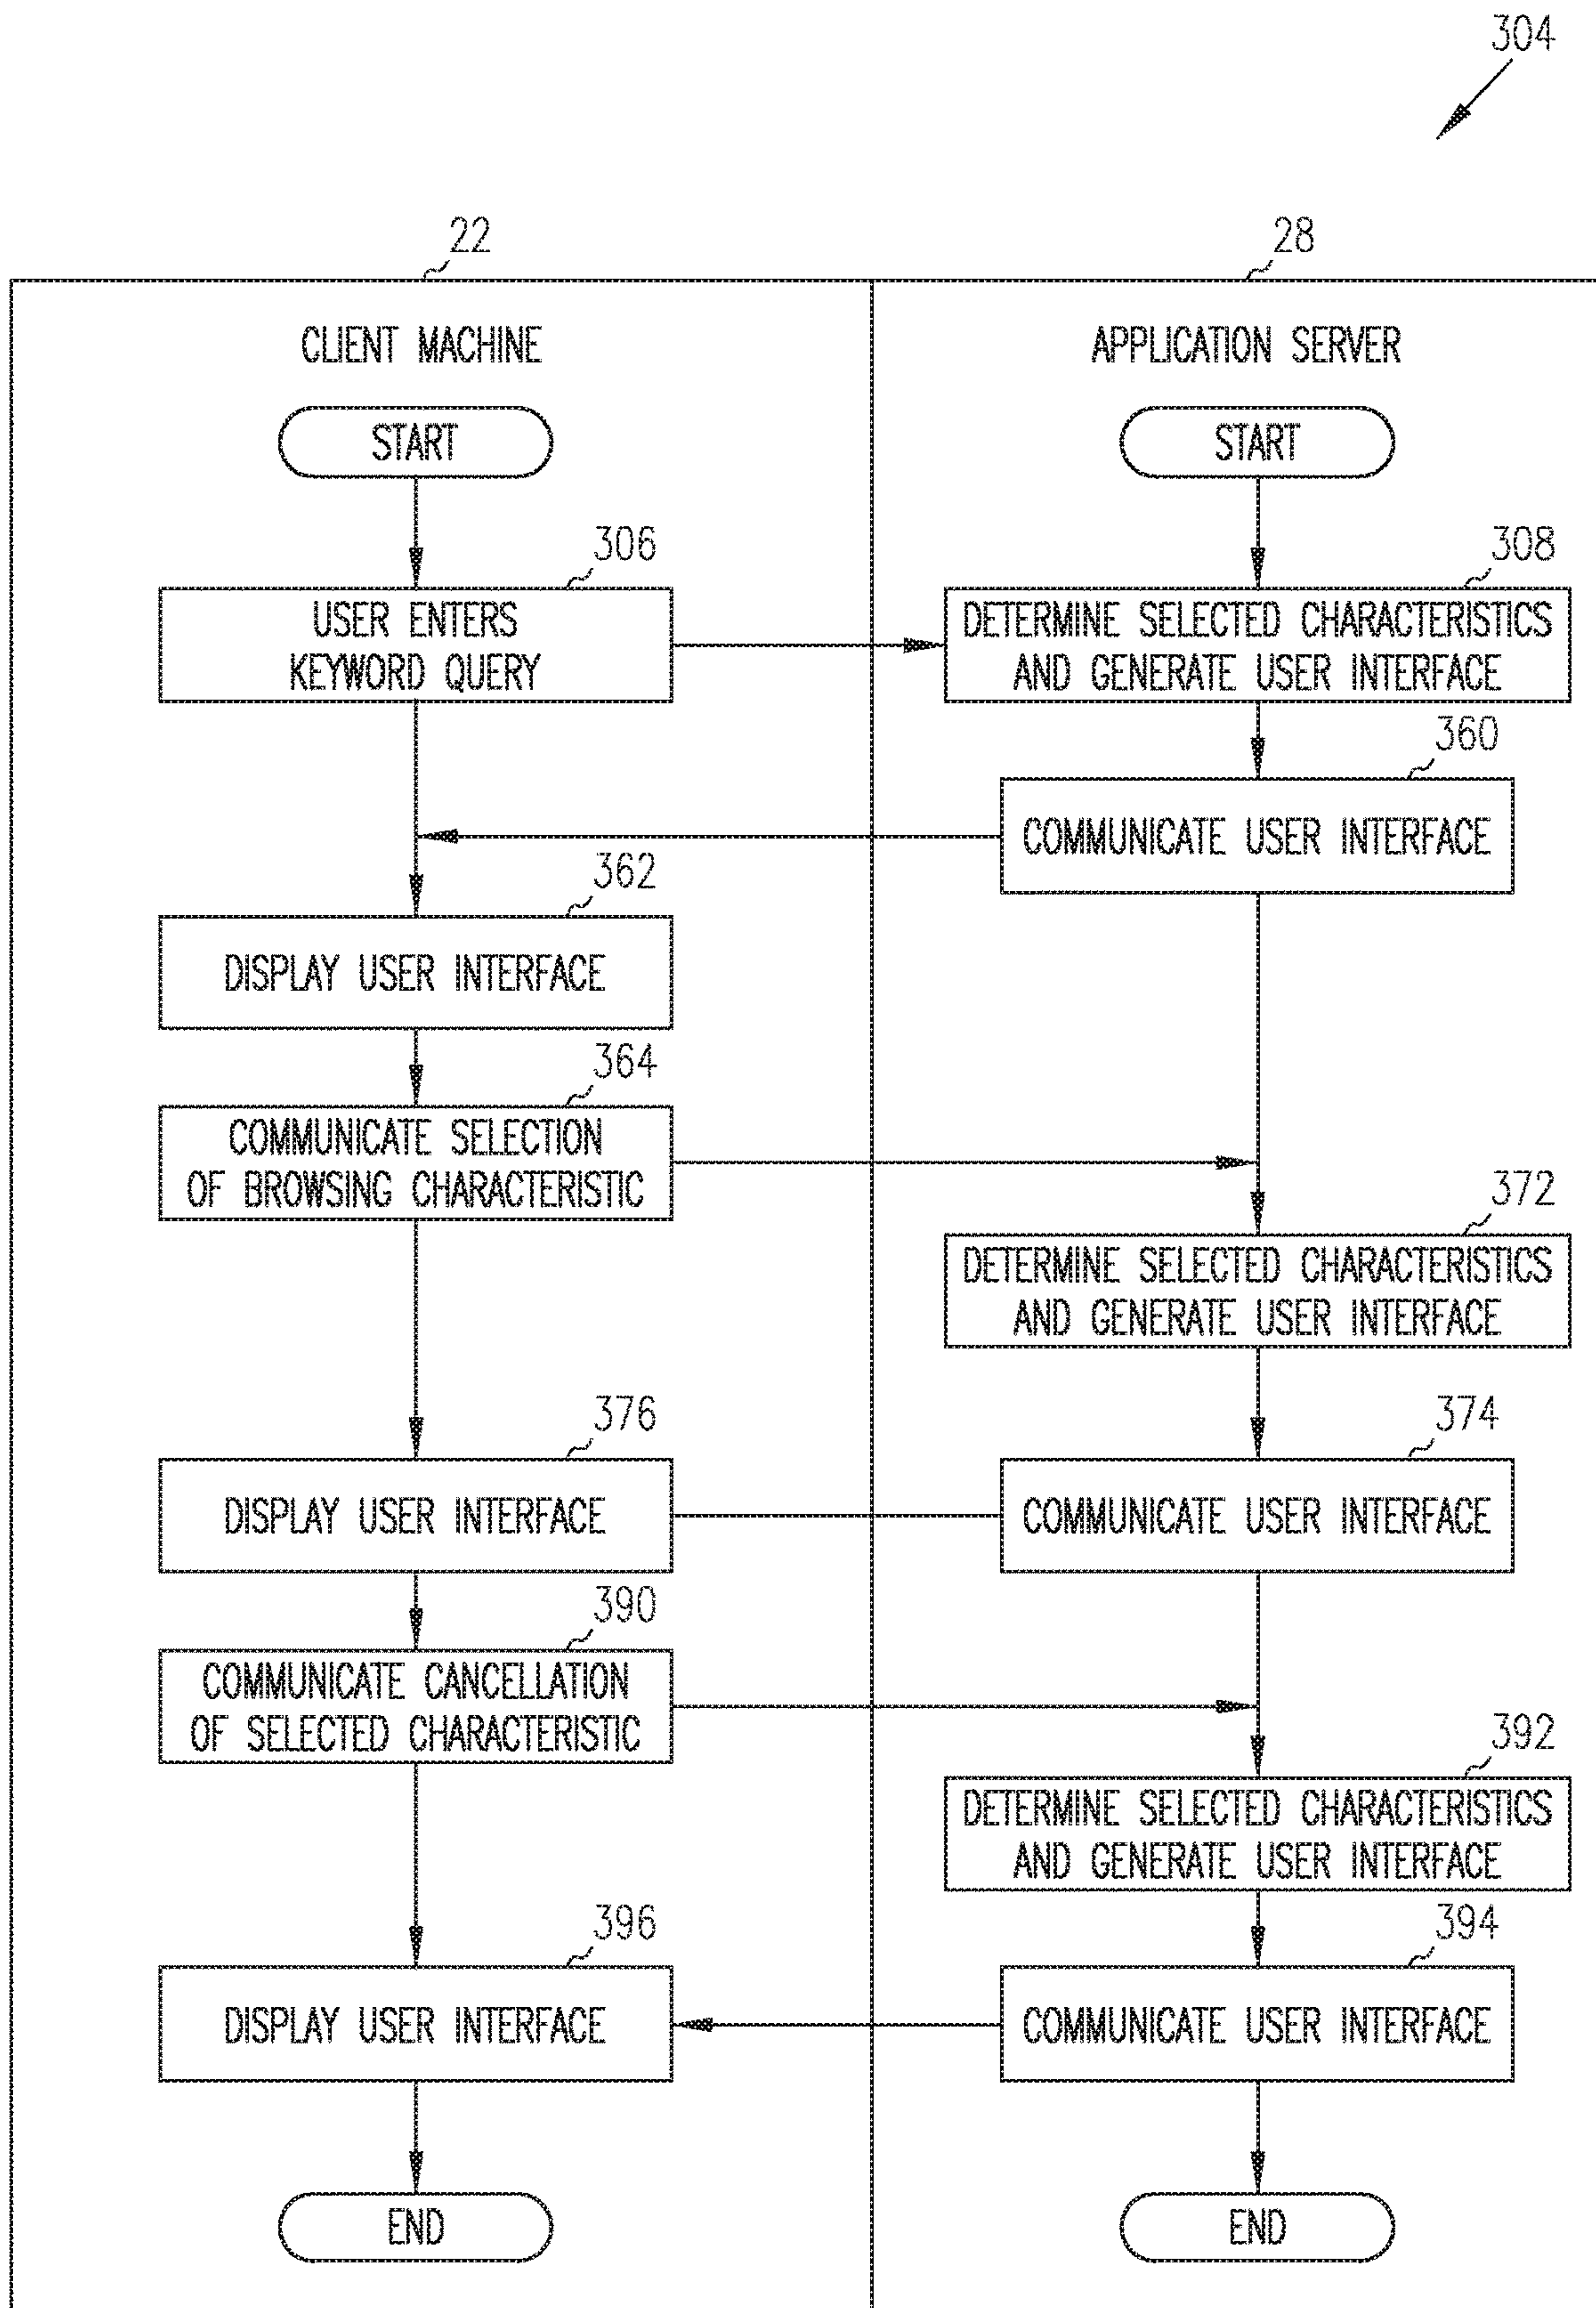 304
22
28
CLIENT MACHINE
APPLICATION SERVER
START
START
306
308
USER ENTERS
KEYWORD QUERY
DETERMINE SELECTED CHARACTERISTICS
AND GENERATE USER INTERFACE
360
COMMUNICATE USER INTERFACE
362
DISPLAY USER INTERFACE
364
COMMUNICATE SELECTION
OF BROWSING CHARACTERISTIC
372
DETERMINE SELECTED CHARACTERISTICS
AND GENERATE USER INTERFACE
376
374
DISPLAY USER INTERFACE
COMMUNICATE USER INTERFACE
390
COMMUNICATE CANCELLATION
OF SELECTED CHARACTERISTIC
392
DETERMINE SELECTED CHARACTERISTICS
AND GENERATE USER INTERFACE
396
394
DISPLAY USER INTERFACE
COMMUNICATE USER INTERFACE
END
END